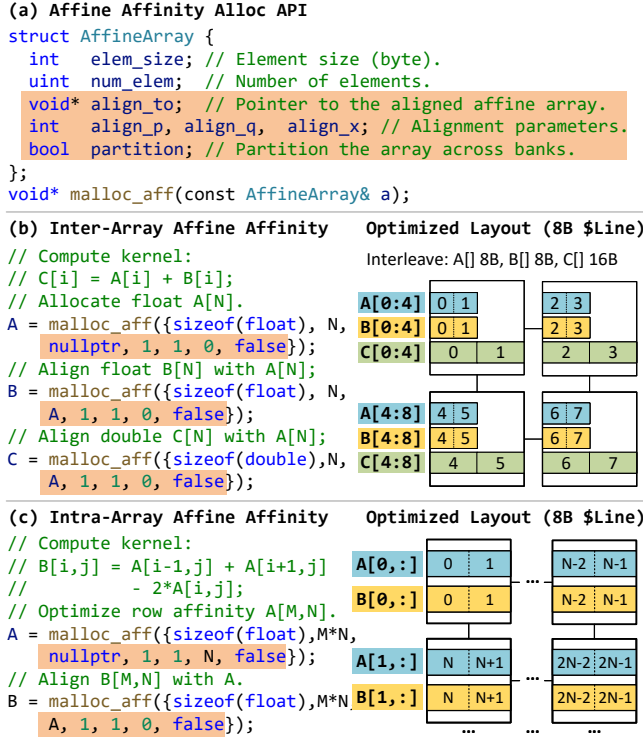 (a) Affine Affinity Alloc API
struct AffineArray {
int elem_size; // Element size (byte).
uint num_elem; // Number of elements.
void* align_to; // Pointer to the aligned affine array.
int align_p, align_q, align_x; // Alignment parameters.
bool partition; // Partition the array across banks.
};
void* malloc_aff(const AffineArray& a);
(b) Inter-Array Affine Affinity
// Compute kernel:
// C[i] = A[i] + B[i];
// Allocate float A[N].
A = malloc_aff({sizeof(float), N,
nullptr, 1, 1, 0, false});
// Align float B[N] with A[N];
B = malloc_aff({sizeof(float), N,
A, 1, 1, 0, false});
// Align double C[N] with A[N];
C = malloc_aff({sizeof(double),N,
A, 1, 1, 0, false});
Optimized Layout (8B $Line)
Interleave: A[] 8B, B[] 8B, C[] 16B
A[0:4] 0 1 2 3
B[0:4] 0 1 2 3
C[0:4] 0 1 2 3
A[4:8] 4 5 6 7
B[4:8] 4 5 6 7
C[4:8] 4 5 6 7
(c) Intra-Array Affine Affinity
// Compute kernel:
// B[i,j] = A[i-1,j] + A[i+1,j]
// - 2*A[i,j];
// Optimize row affinity A[M,N].
A = malloc_aff({sizeof(float),M*N,
nullptr, 1, 1, N, false});
// Align B[M,N] with A.
B = malloc_aff({sizeof(float),M*N
A, 1, 1, 0, false});
Optimized Layout (8B $Line)
A[0,:] 0 1 N-2 N-1
...
B[0,:] 0 1 N-2 N-1
A[1,:] N N+1 2N-2 2N-1
...
B[1,:] N N+1 2N-2 2N-1
... ... ...